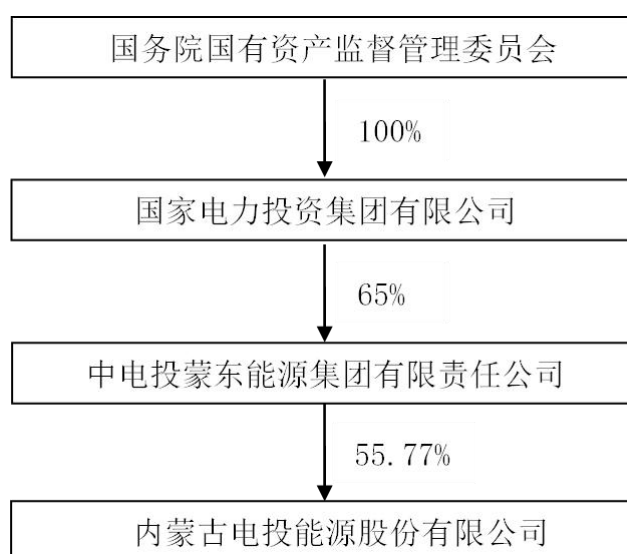 国务院国有资产监督管理委员会
100%
国家电力投资集团有限公司
65%
中电投蒙东能源集团有限责任公司
55.77%
内蒙古电投能源股份有限公司